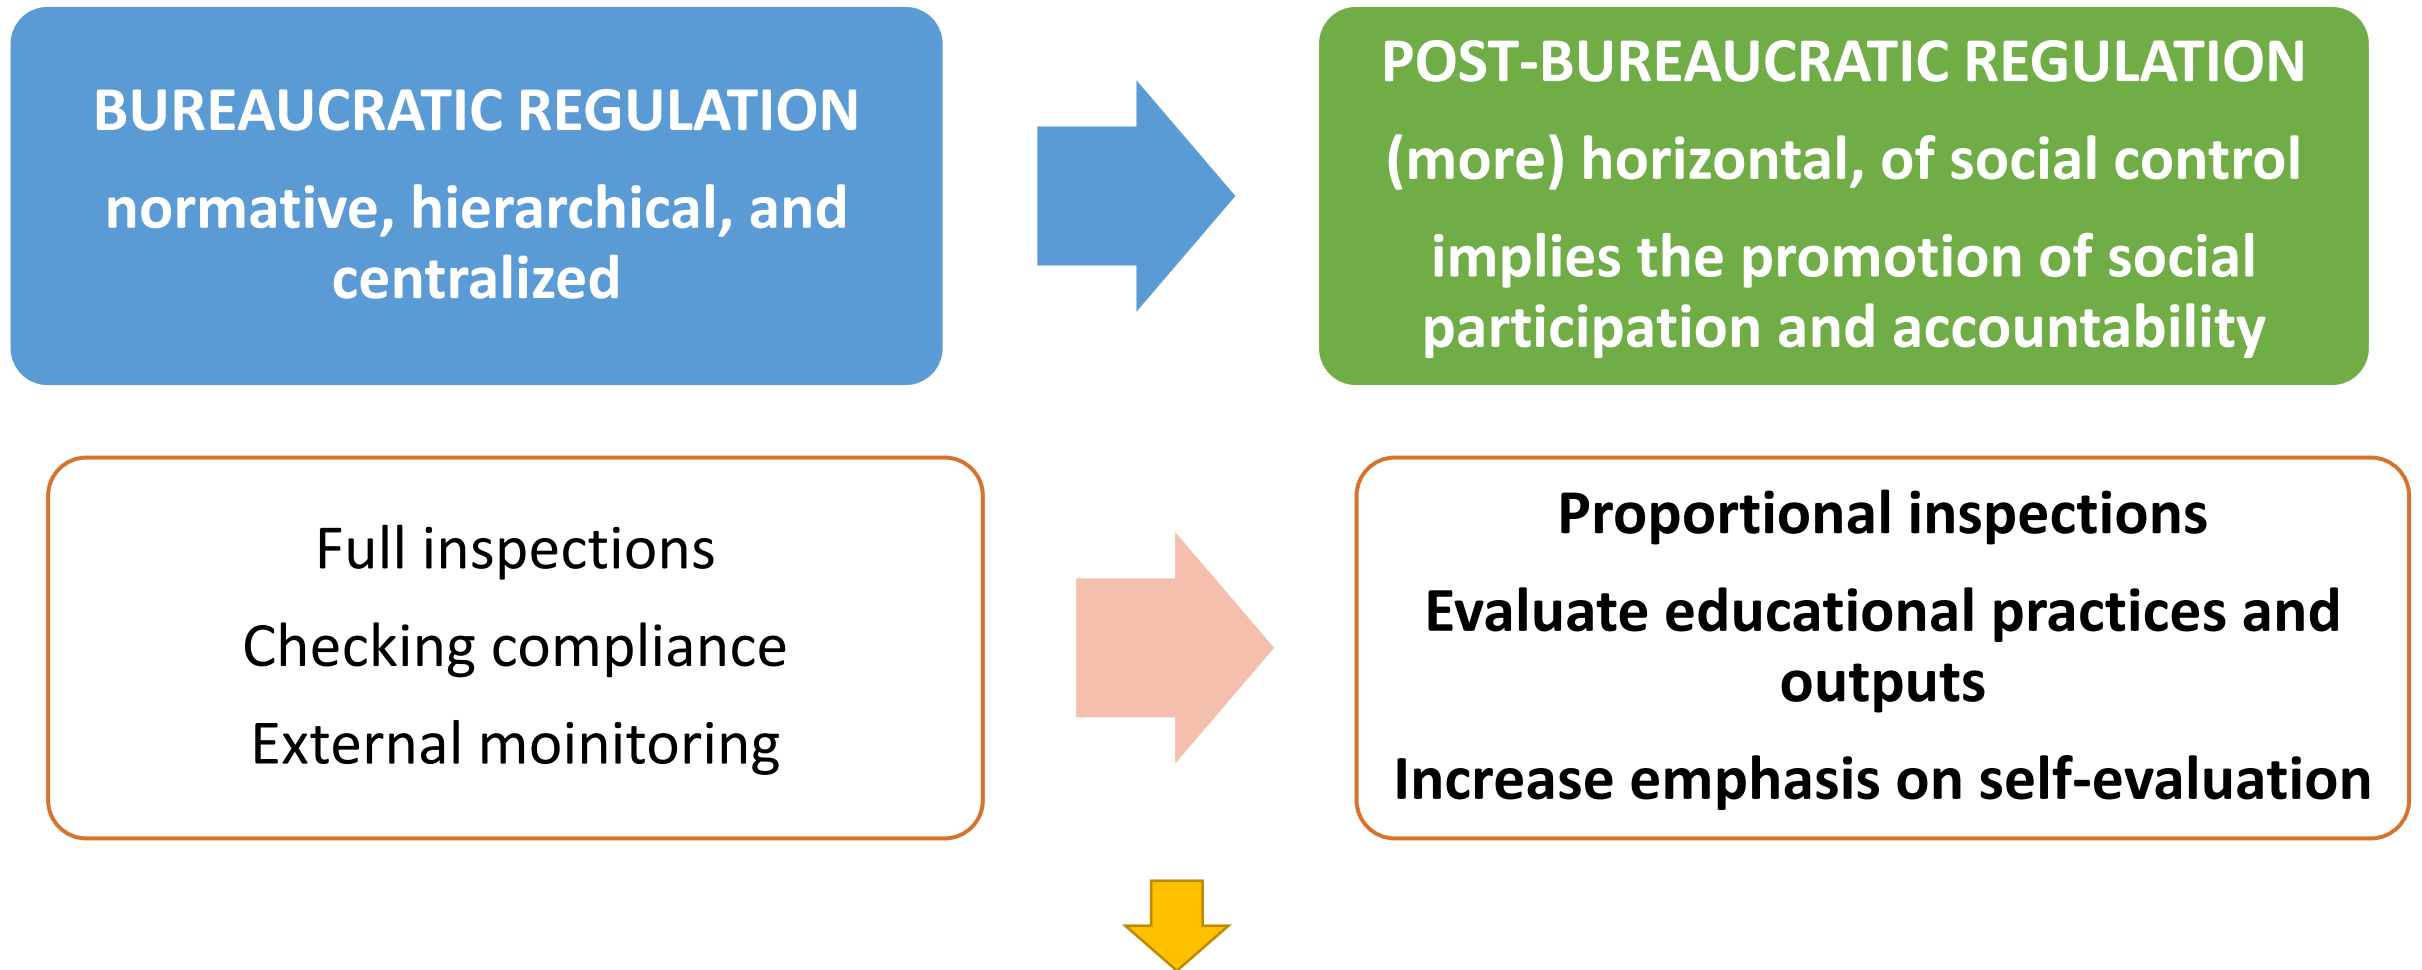 BUREAUCRATIC REGULATION
normative, hierarchical, and
centralized
POST-BUREAUCRATIC REGULATION
(more) horizontal, of social control
implies the promotion of social
participation and accountability
Full inspections
Checking compliance
External moinitoring
Proportional inspections
Evaluate educational practices and
outputs
Increase emphasis on self-evaluation